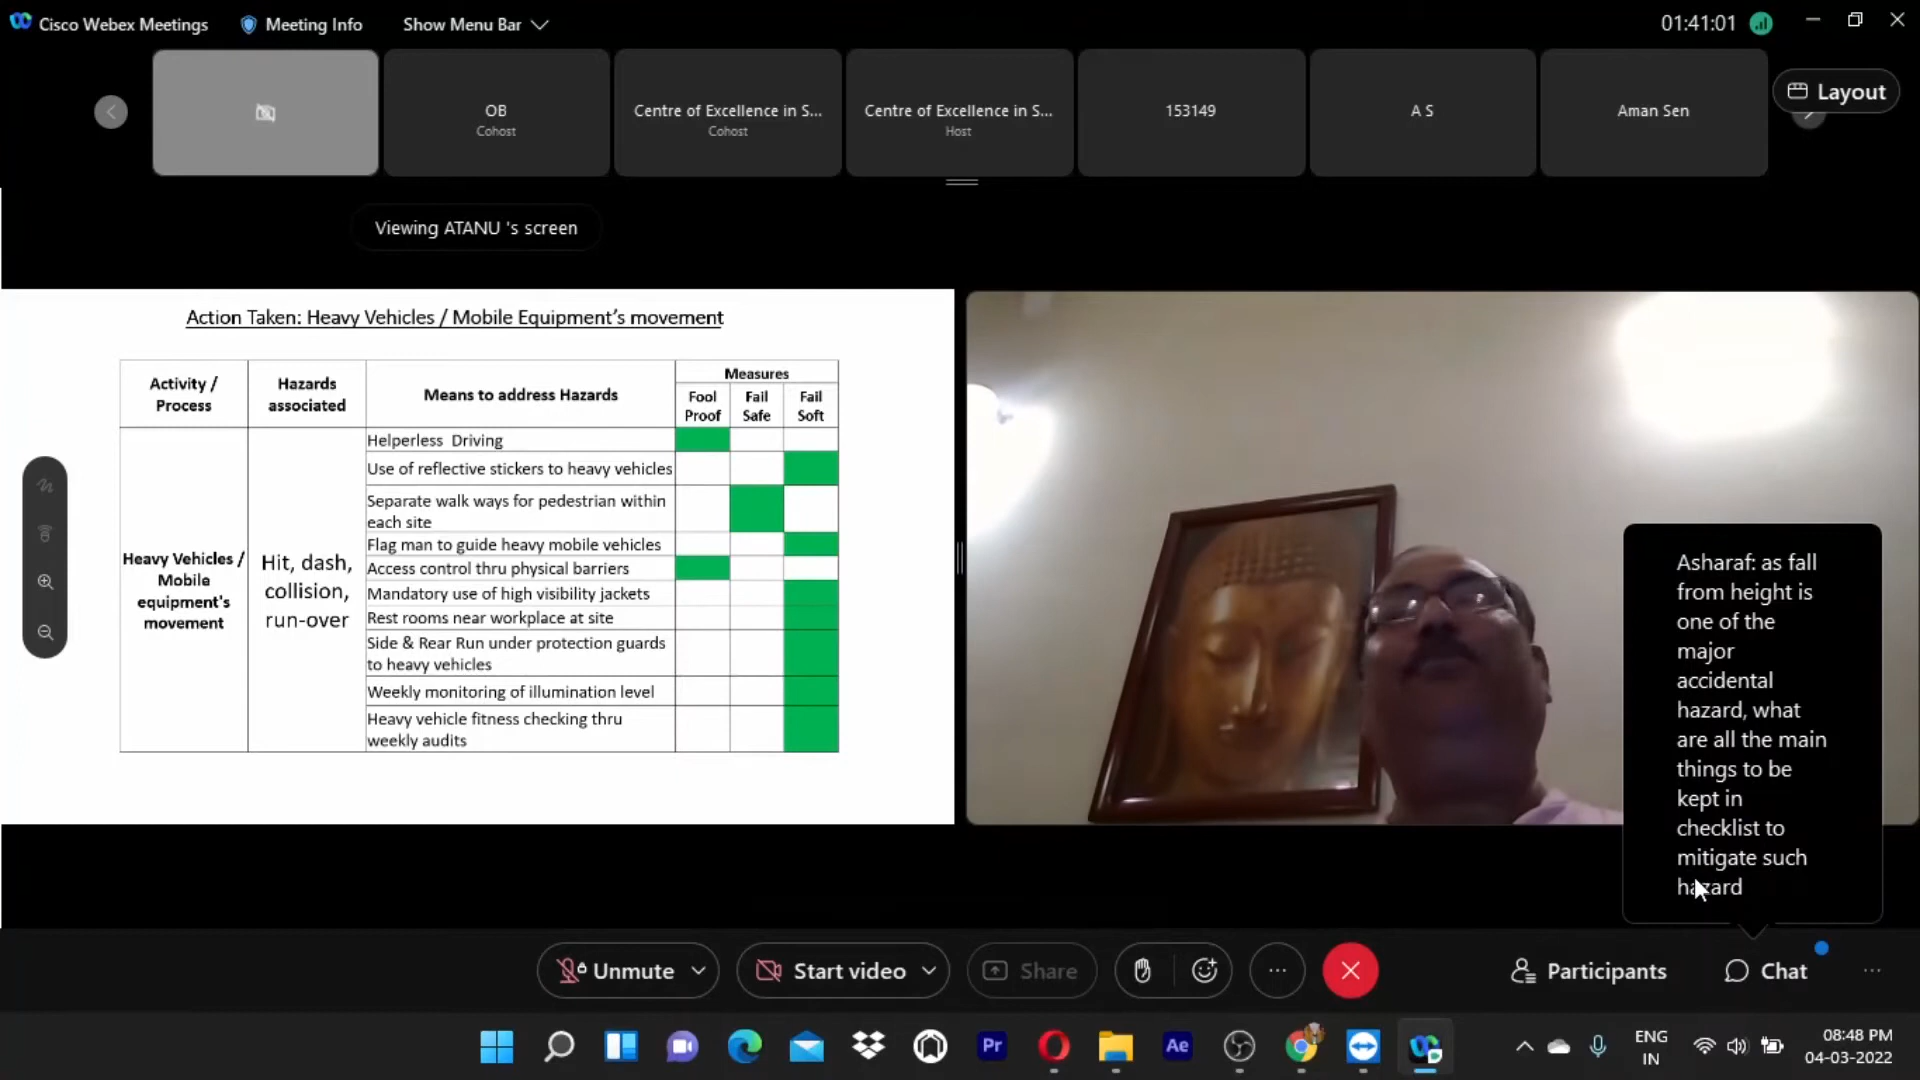 Cisco Webex Meetings
Meeting Info
Show Menu Bar
01:41:01
OB
Cohost
Centre of Excellence in S...
Cohost
Centre of Excellence in S...
Host
153149
A S
Aman Sen
Layout
Viewing ATANU 's screen
Action Taken: Heavy Vehicles / Mobile Equipment's movement
Activity /
Process
Hazards
associated
Means to address Hazards
Measures
Fool
Proof
Fail
Safe
Fail
Soft
Heavy Vehicles /
Mobile
equipment's
movement
Hit, dash,
collision,
run-over
Helperless Driving
Use of reflective stickers to heavy vehicles
Separate walk ways for pedestrian within
each site
Flag man to guide heavy mobile vehicles
Access control thru physical barriers
Mandatory use of high visibility jackets
Rest rooms near workplace at site
Side & Rear Run under protection guards
to heavy vehicles
Weekly monitoring of illumination level
Heavy vehicle fitness checking thru
weekly audits
Asharaf: as fall
from height is
one of the
major
accidental
hazard, what
are all the main
things to be
kept in
checklist to
mitigate such
hazard
Unmute
Start video
Share
Participants
Chat
Pr
Ae
ENG
IN
08:48 PM
04-03-2022